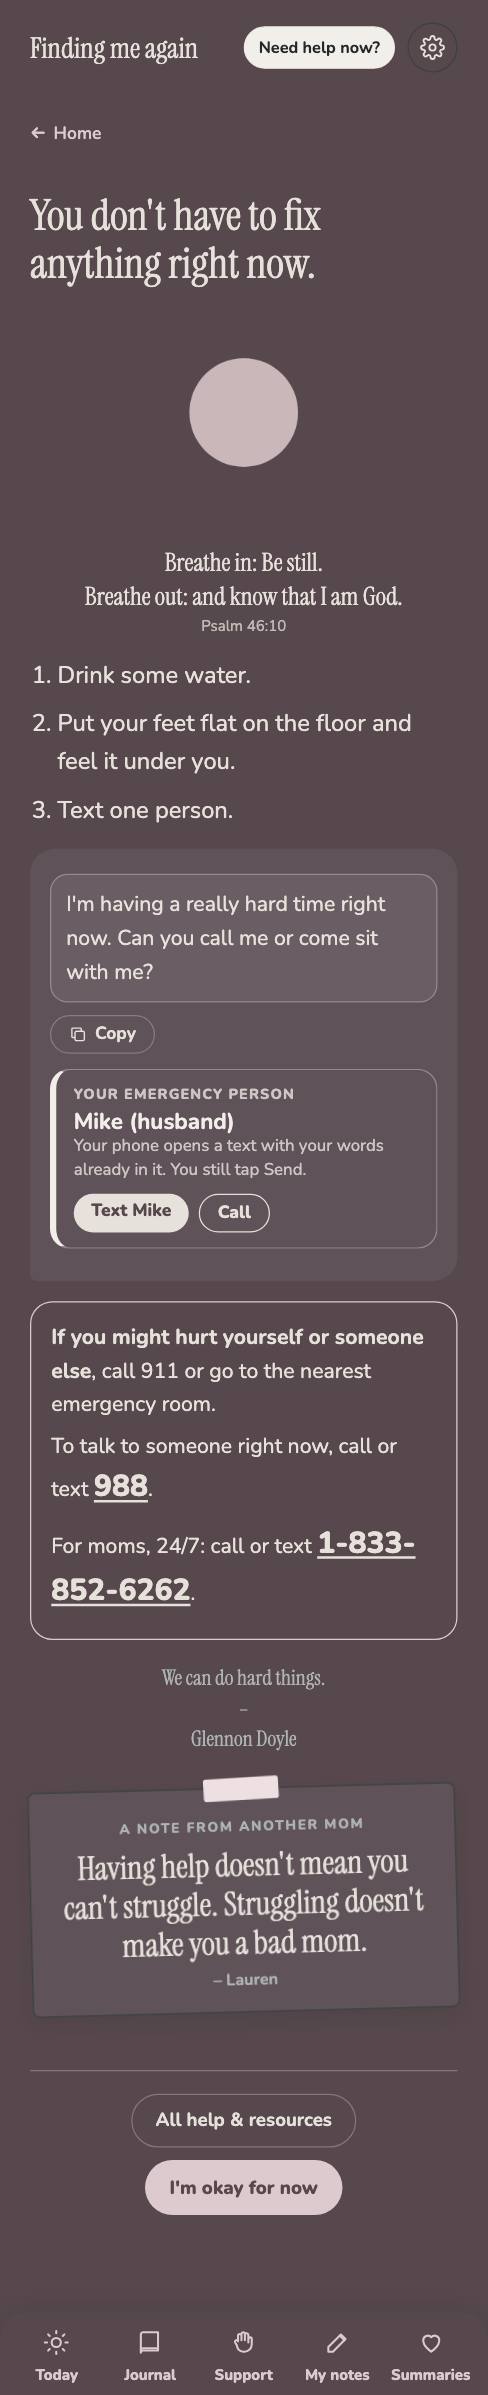 Finding me again
Need help now?
← Home
You don't have to fix
anything right now.
Breathe in: Be still.
Breathe out: and know that I am God.
Psalm 46:10
1. Drink some water.
2. Put your feet flat on the floor and
feel it under you.
3. Text one person.
I'm having a really hard time right
now. Can you call me or come sit
with me?
Copy
YOUR EMERGENCY PERSON
Mike (husband)
Your phone opens a text with your words
already in it. You still tap Send.
Text Mike
Call
If you might hurt yourself or someone
else, call 911 or go to the nearest
emergency room.
To talk to someone right now, call or
text 988.
For moms, 24/7: call or text 1-833-
852-6262.
We can do hard things.
–
Glennon Doyle
A NOTE FROM ANOTHER MOM
Having help doesn't mean you
can't struggle. Struggling doesn't
make you a bad mom.
– Lauren
All help & resources
I'm okay for now
Today
Journal
Support
My notes
Summaries